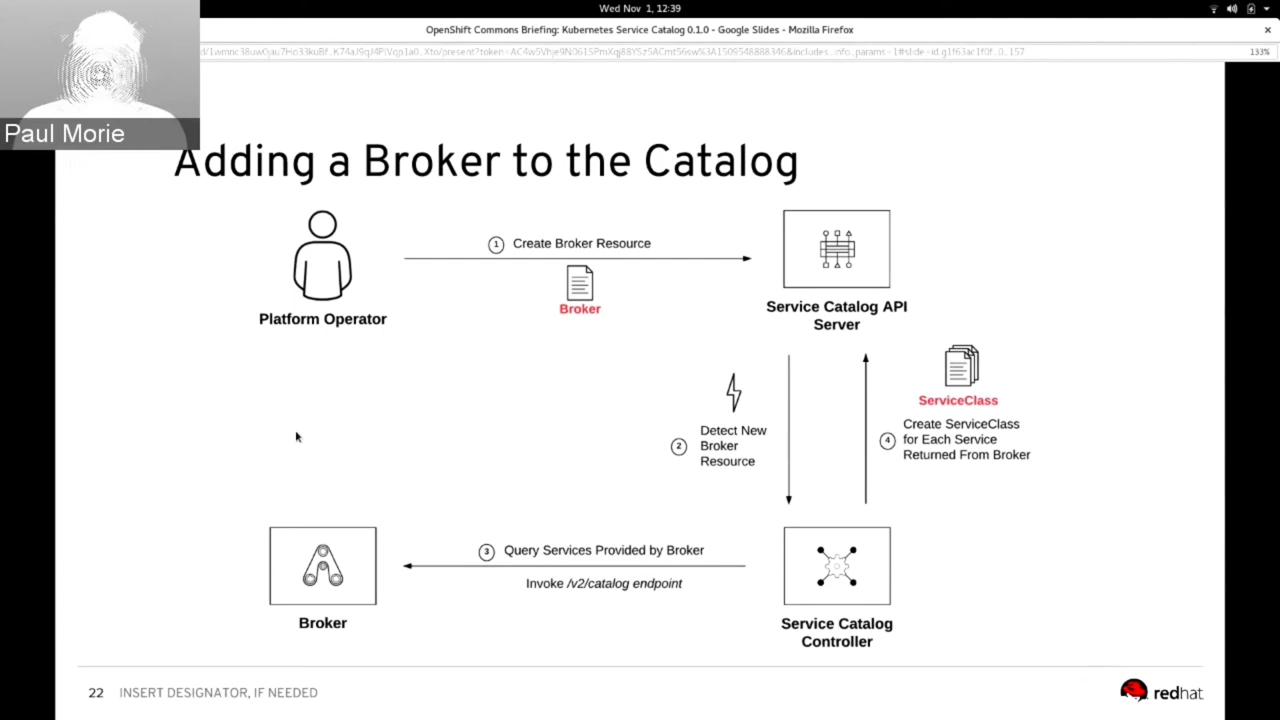 Wed Nov 1, 12:39
OpenShift Commons Briefing: Kubernetes Service Catalog 0.1.0 - Google Slides - Mozilla Firefox
133%
Paul Morie
Adding a Broker to the Catalog
1 Create Broker Resource
Broker
Platform Operator
Service Catalog API
Server
ServiceClass
2 Detect New
Broker
Resource
4 Create ServiceClass
for Each Service
Returned From Broker
3 Query Services Provided by Broker
Invoke /v2/catalog endpoint
Broker
Service Catalog
Controller
22 INSERT DESIGNATOR, IF NEEDED
redhat